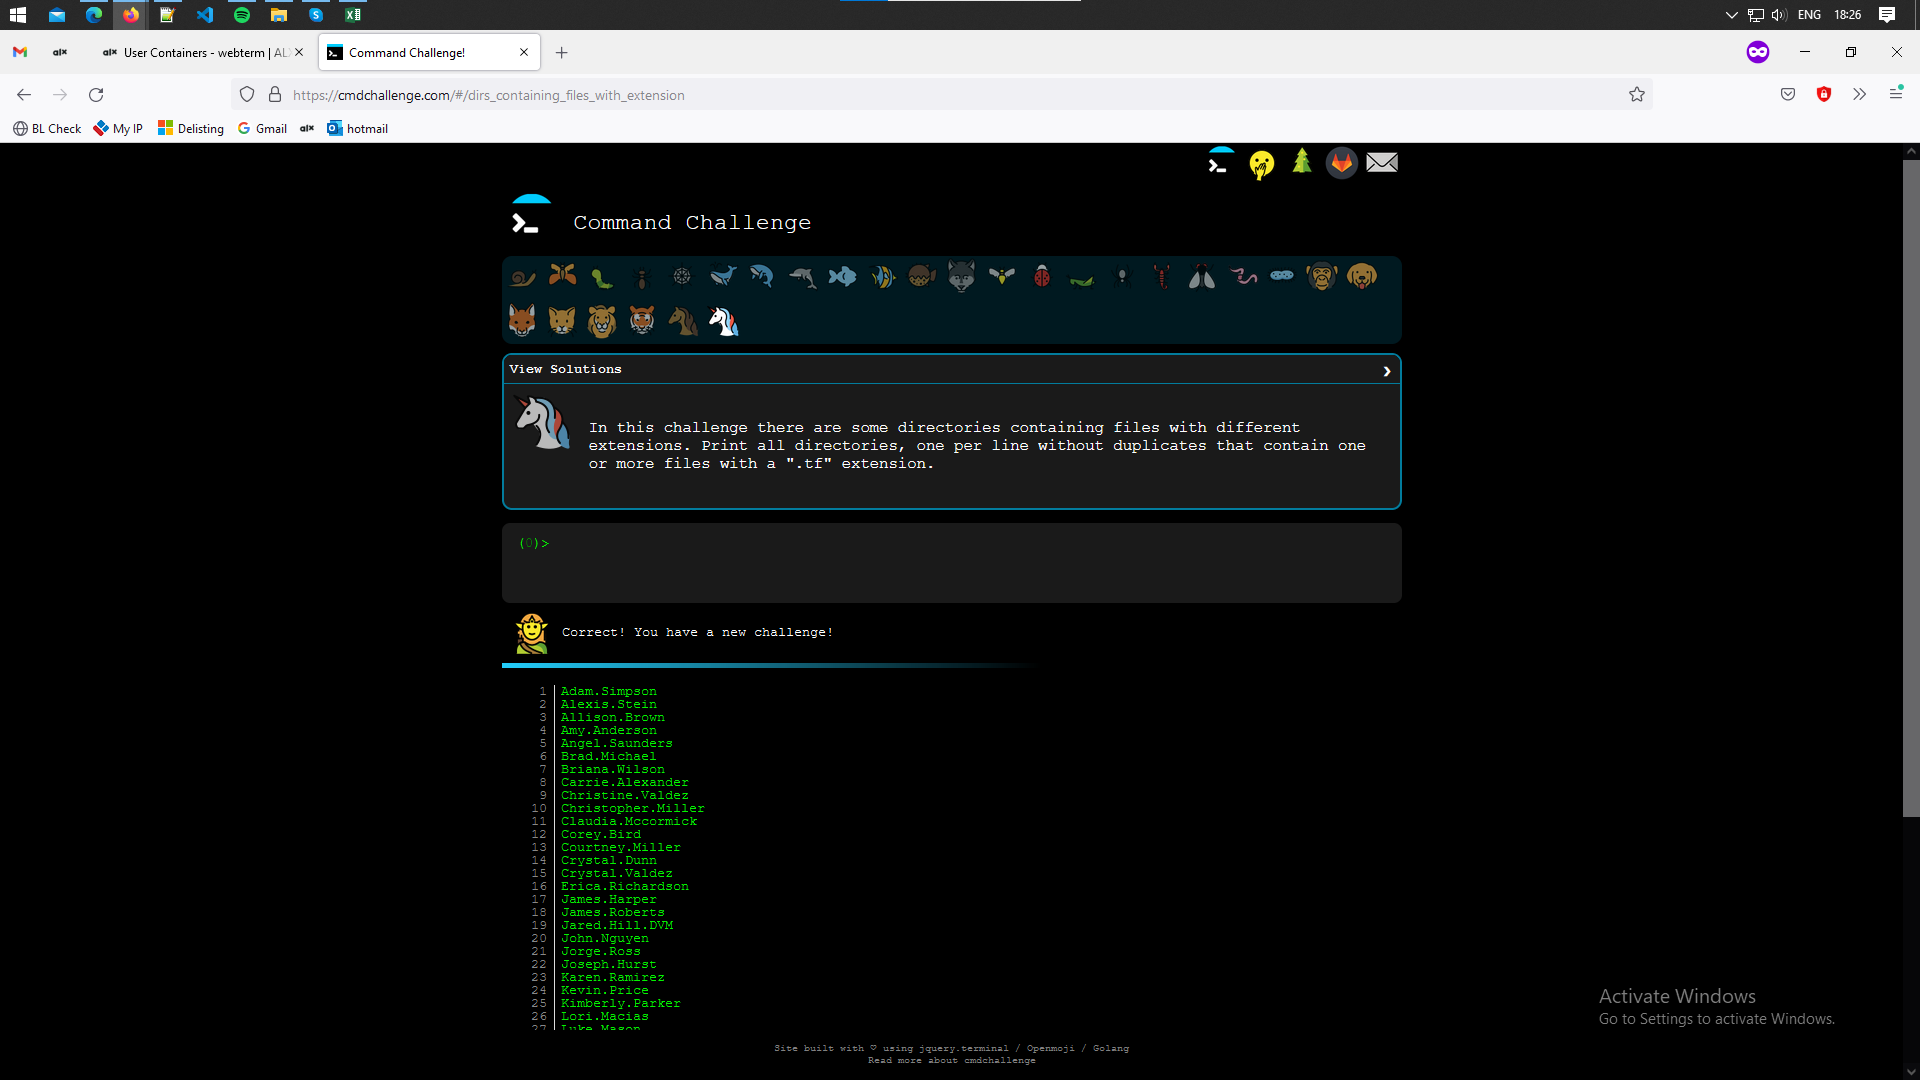 ENG 18:26
alx
alx User Containers - webterm | AL
Command Challenge!
https://cmdchallenge.com/#/dirs_containing_files_with_extension
BL Check My IP Delisting Gmail alx hotmail
Command Challenge
View Solutions
In this challenge there are some directories containing files with different
extensions. Print all directories, one per line without duplicates that contain one
or more files with a ".tf" extension.
(0)>
Correct! You have a new challenge!
1 Adam.Simpson
2 Alexis.Stein
3 Allison.Brown
4 Amy.Anderson
5 Angel.Saunders
6 Brad.Michael
7 Briana.Wilson
8 Carrie.Alexander
9 Christine.Valdez
10 Christopher.Miller
11 Claudia.Mccormick
12 Corey.Bird
13 Courtney.Miller
14 Crystal.Dunn
15 Crystal.Valdez
16 Erica.Richardson
17 James.Harper
18 James.Roberts
19 Jared.Hill.DVM
20 John.Nguyen
21 Jorge.Ross
22 Joseph.Hurst
23 Karen.Ramirez
24 Kevin.Price
25 Kimberly.Parker
26 Lori.Macias
27 Luke.Mason
Activate Windows
Go to Settings to activate Windows.
Site built with ♡ using jquery.terminal / Openmoji / Golang
Read more about cmdchallenge